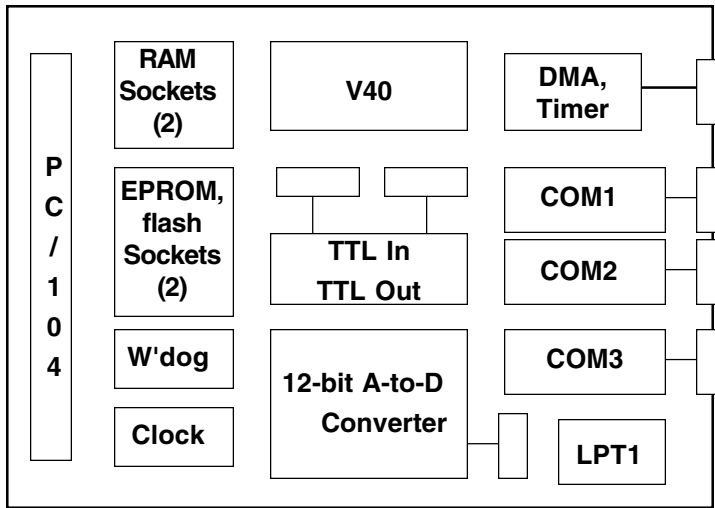 P
C
/
1
0
4
RAM
Sockets
(2)
EPROM,
flash
Sockets
(2)
W'dog
Clock
V40
TTL In
TTL Out
12-bit A-to-D
Converter
DMA,
Timer
COM1
COM2
COM3
LPT1